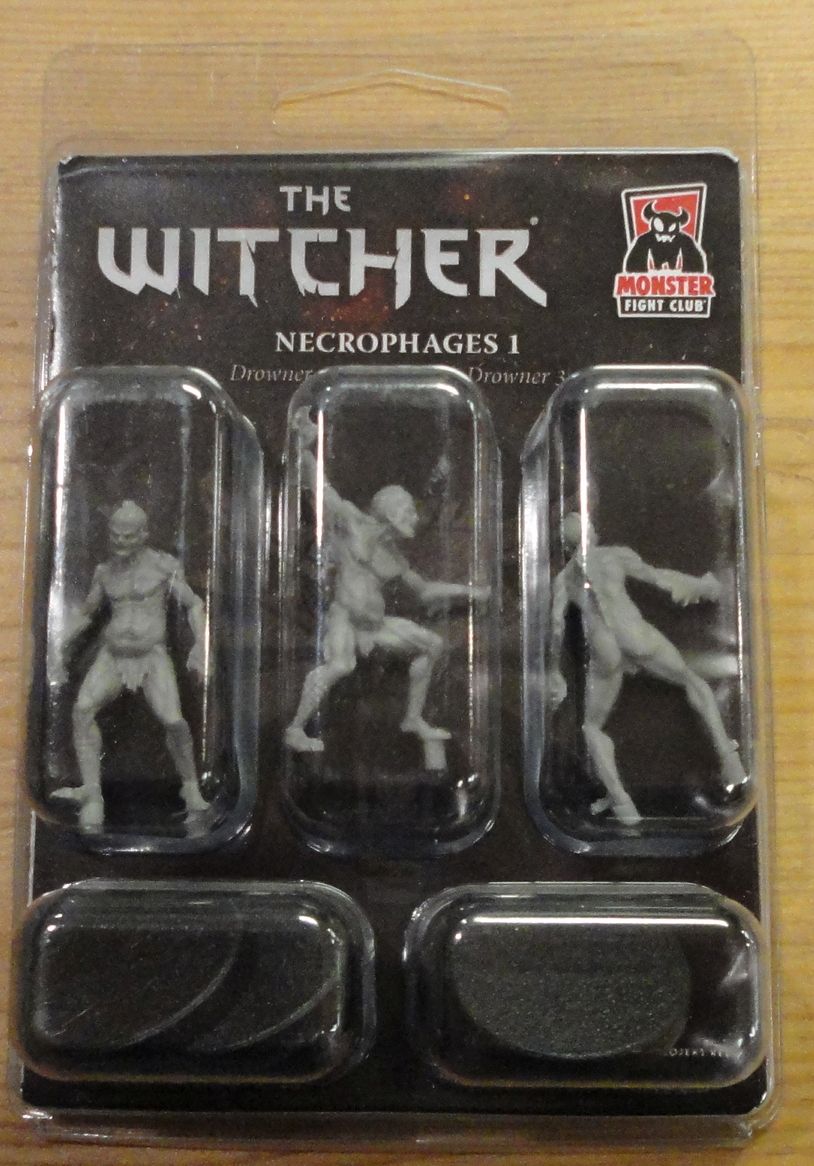 THE
WITCHER
MONSTER
FIGHT CLUB
NECROPHAGES 1
Drowner Drowner 3